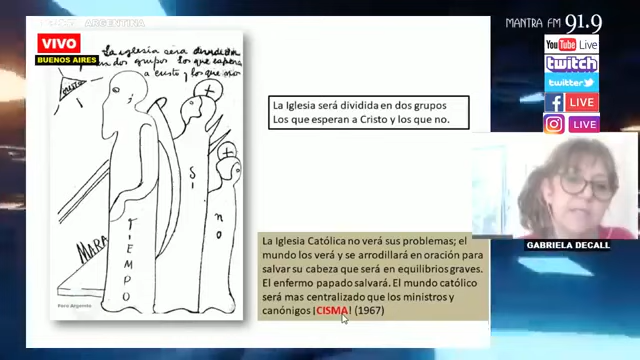 ARGENTINA
MANTRA FM 91.9
VIVO
BUENOS AIRES
YouTube Live
twitch
twitter
LIVE
LIVE
La iglesia será dividida
en dos grupos los que esperan
a cristo y los que no
MARA
TIEMPO
SI
no
La Iglesia será dividida en dos grupos
Los que esperan a Cristo y los que no.
La Iglesia Católica no verá sus problemas; el
mundo los verá y se arrodillará en oración para
salvar su cabeza que será en equilibrios graves.
El enfermo papado salvará. El mundo católico
será mas centralizado que los ministros y
canónigos ¡CISMA! (1967)
GABRIELA DECALL